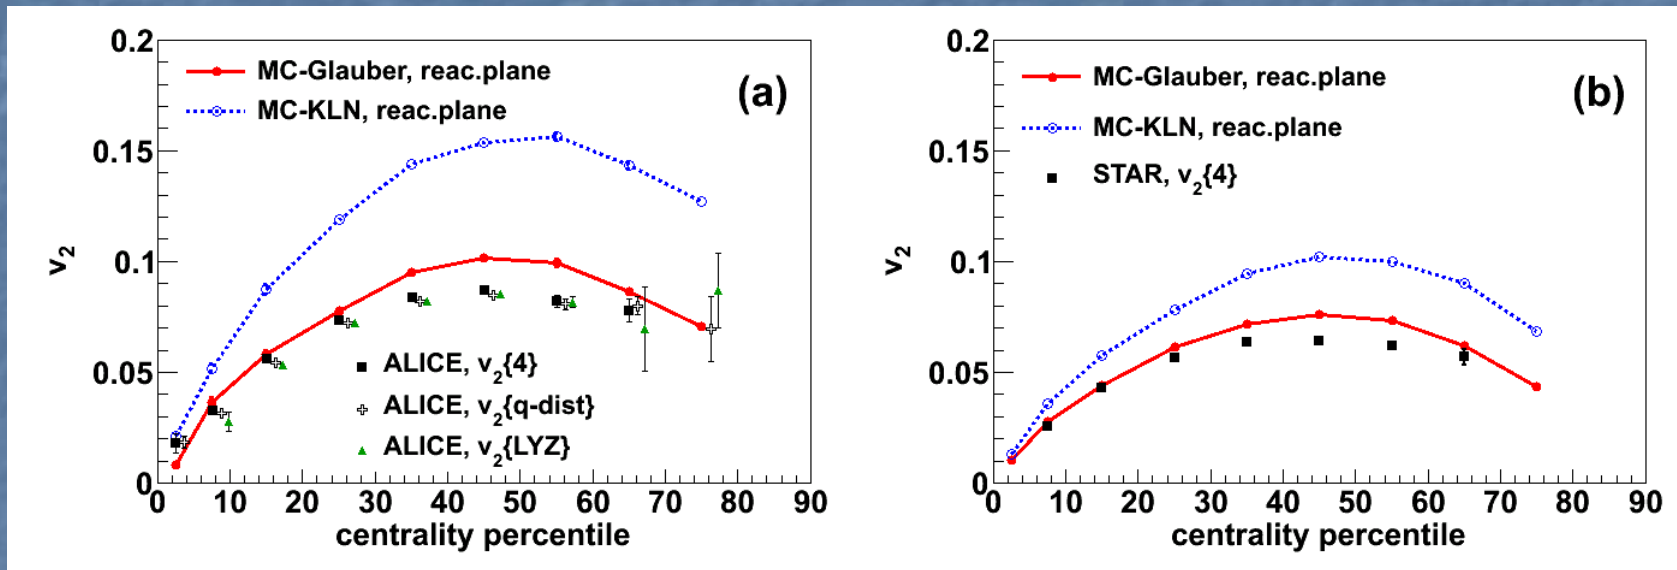 0.2
MC-Glauber, reac.plane
(a)
MC-KLN, reac.plane
0.15
v2
0.1
ALICE, v2{4}
0.05
ALICE, v2{q-dist}
ALICE, v2{LYZ}
0
0 10 20 30 40 50 60 70 80 90
centrality percentile
0.2
MC-Glauber, reac.plane
(b)
MC-KLN, reac.plane
0.15
STAR, v2{4}
v2
0.1
0.05
0
0 10 20 30 40 50 60 70 80 90
centrality percentile